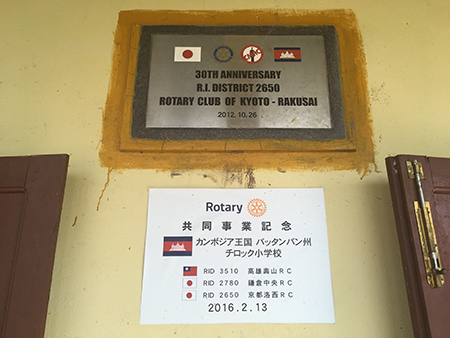 30TH ANNIVERSARY
R.I. DISTRICT 2650
ROTARY CLUB OF KYOTO - RAKUSAI
2012.10.26
Rotary
共同事業記念
カンボジア王国 バッタンバン州
チロック小学校
RID 3510 高雄壽山RC
RID 2780 鎌倉中央RC
RID 2650 京都洛西RC
2016.2.13